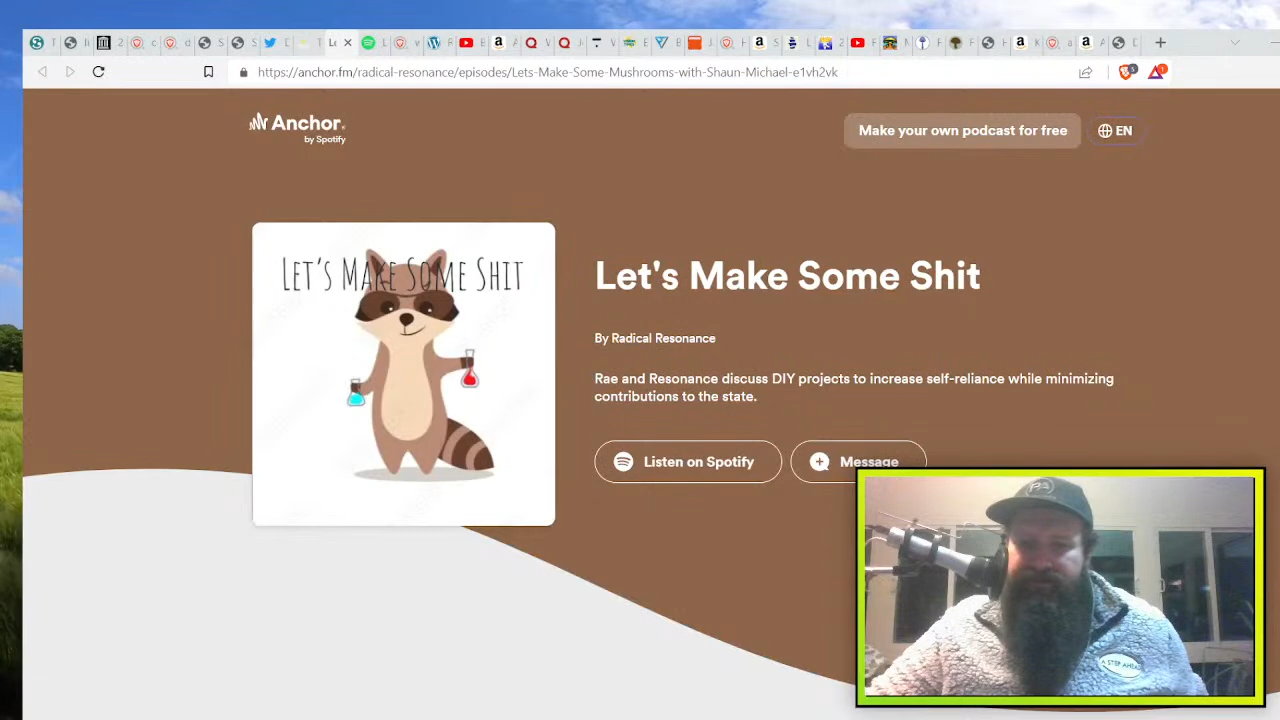 https://anchor.fm/radical-resonance/episodes/Lets-Make-Some-Mushrooms-with-Shaun-Michael-e1vh2vk
Anchor
by Spotify
Make your own podcast for free
EN
LET'S MAKE SOME SHIT
Let's Make Some Shit
By Radical Resonance
Rae and Resonance discuss DIY projects to increase self-reliance while minimizing
contributions to the state.
Listen on Spotify
Message
A STEP AHEAD